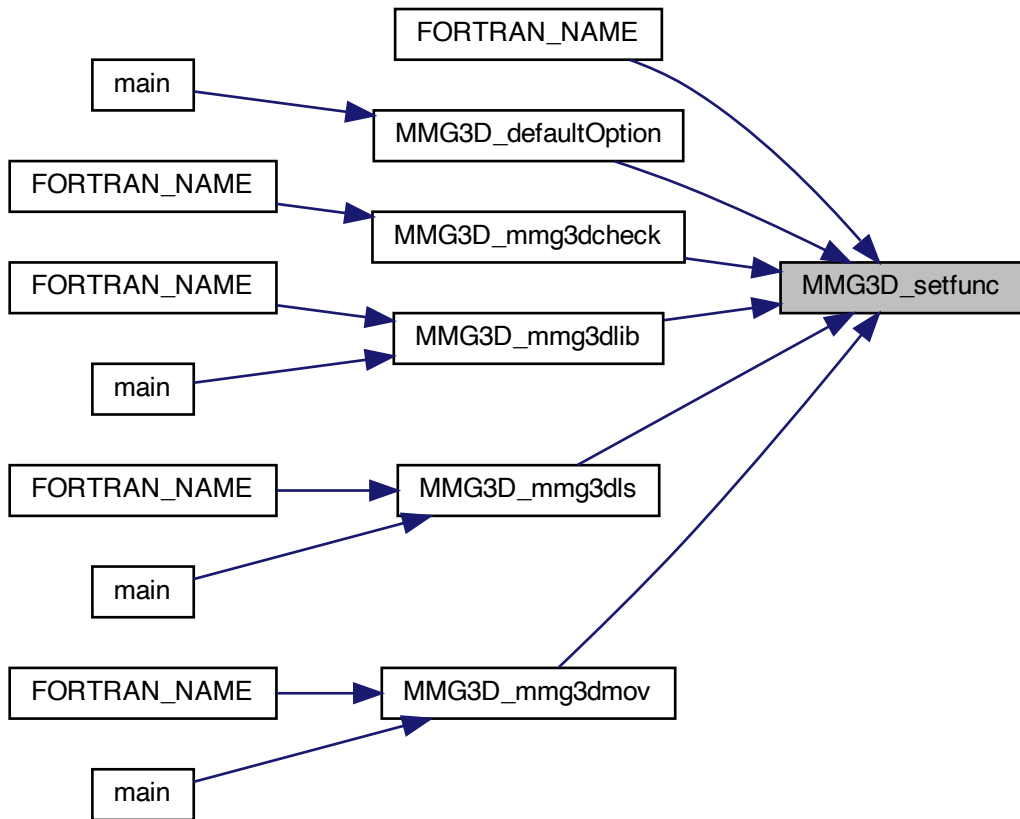 FORTRAN_NAME
main
MMG3D_defaultOption
FORTRAN_NAME
MMG3D_mmg3dcheck
MMG3D_setfunc
FORTRAN_NAME
MMG3D_mmg3dlib
main
FORTRAN_NAME
MMG3D_mmg3dls
main
FORTRAN_NAME
MMG3D_mmg3dmov
main